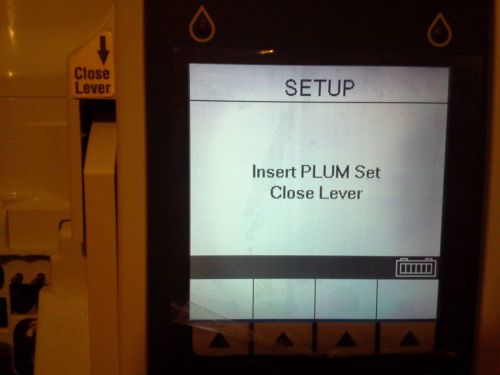 Close
Lever
SETUP
Insert PLUM Set
Close Lever